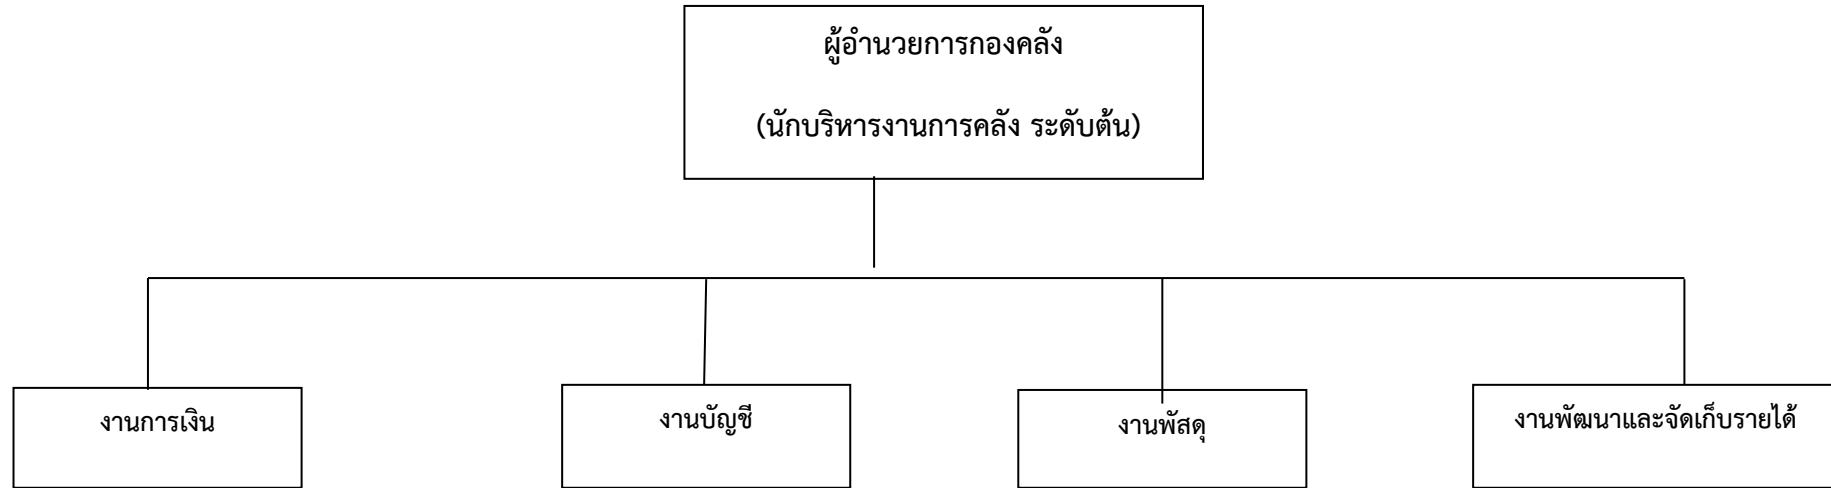 ผู้อำนวยการกองคลัง
(นักบริหารงานการคลัง ระดับต้น)
งานการเงิน
งานบัญชี
งานพัสดุ
งานพัฒนาและจัดเก็บรายได้